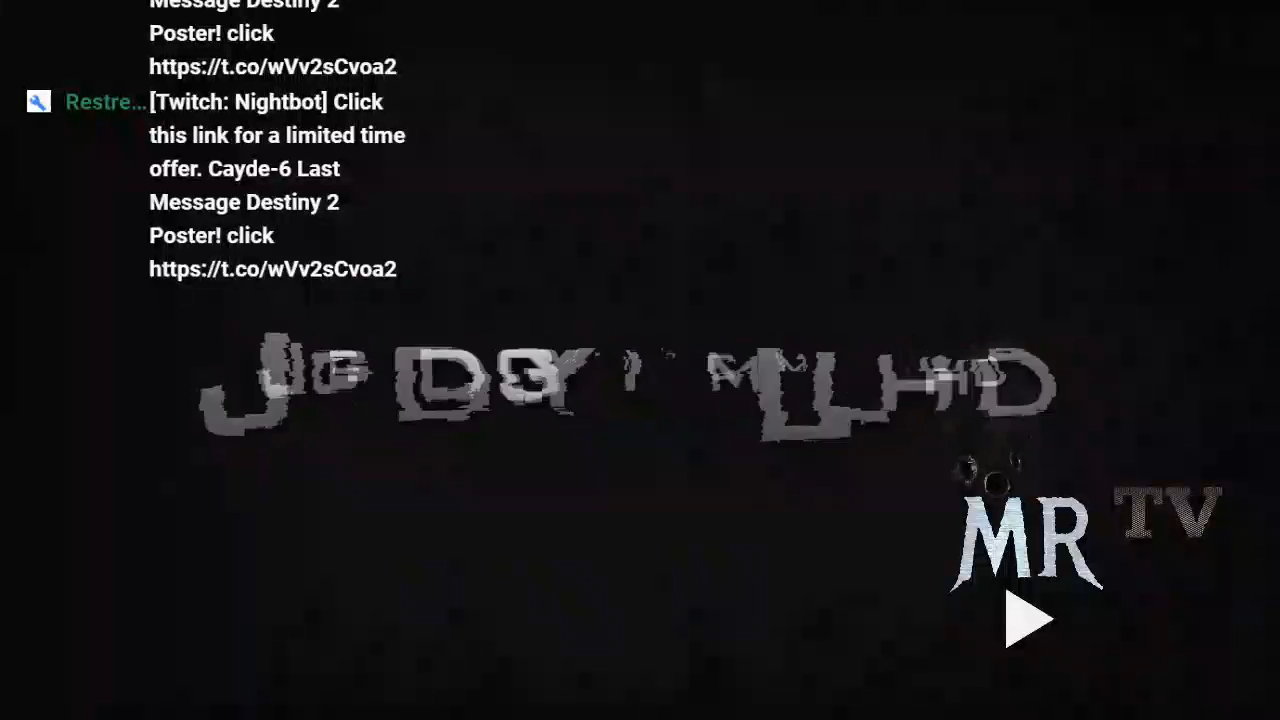 Message Destiny 2
Poster! click
https://t.co/wVv2sCvoa2
Restre... [Twitch: Nightbot] Click
this link for a limited time
offer. Cayde-6 Last
Message Destiny 2
Poster! click
https://t.co/wVv2sCvoa2
MR TV